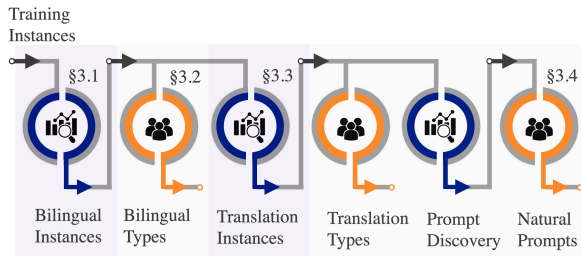 Training
Instances
§3.1
§3.2
§3.3
§3.4
Bilingual
Instances
Bilingual
Types
Translation
Instances
Translation
Types
Prompt
Discovery
Natural
Prompts